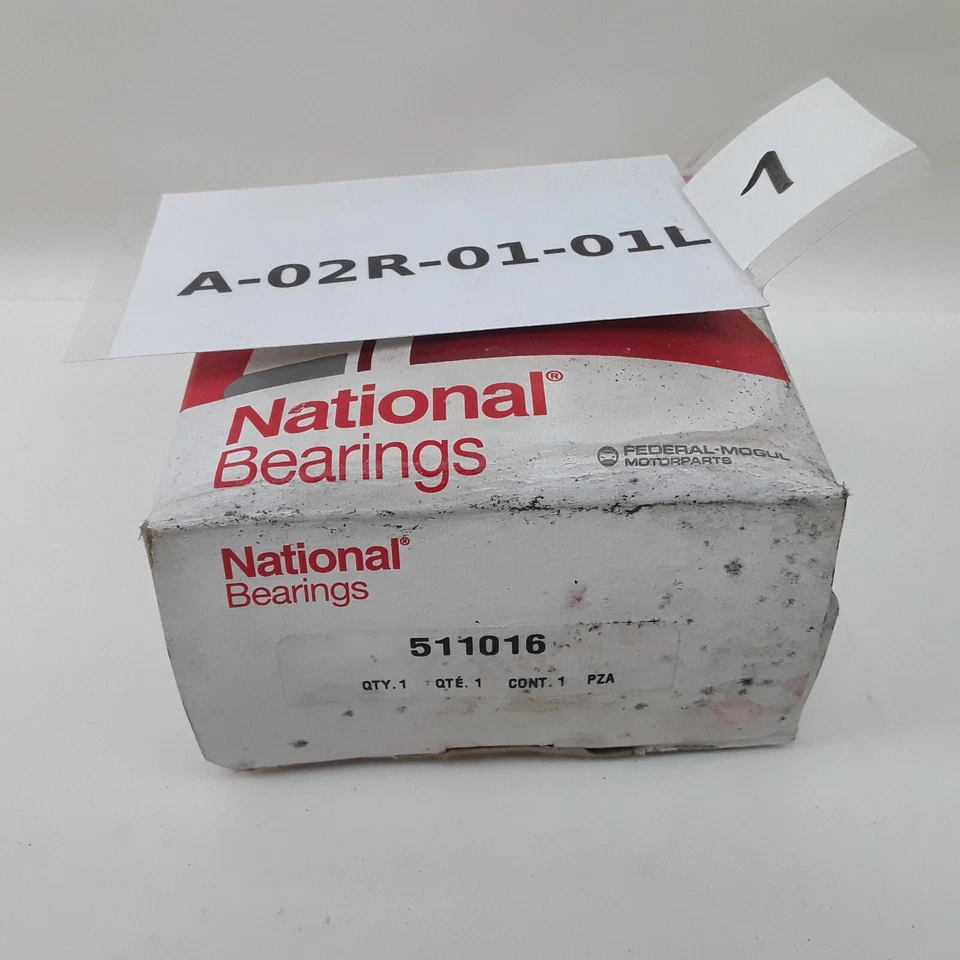 1
A-02R-01-01L
National®
Bearings
FEDERAL-MOGUL
MOTORPARTS
National®
Bearings
511016
QTY.1 QTÉ.1 CONT.1 PZA